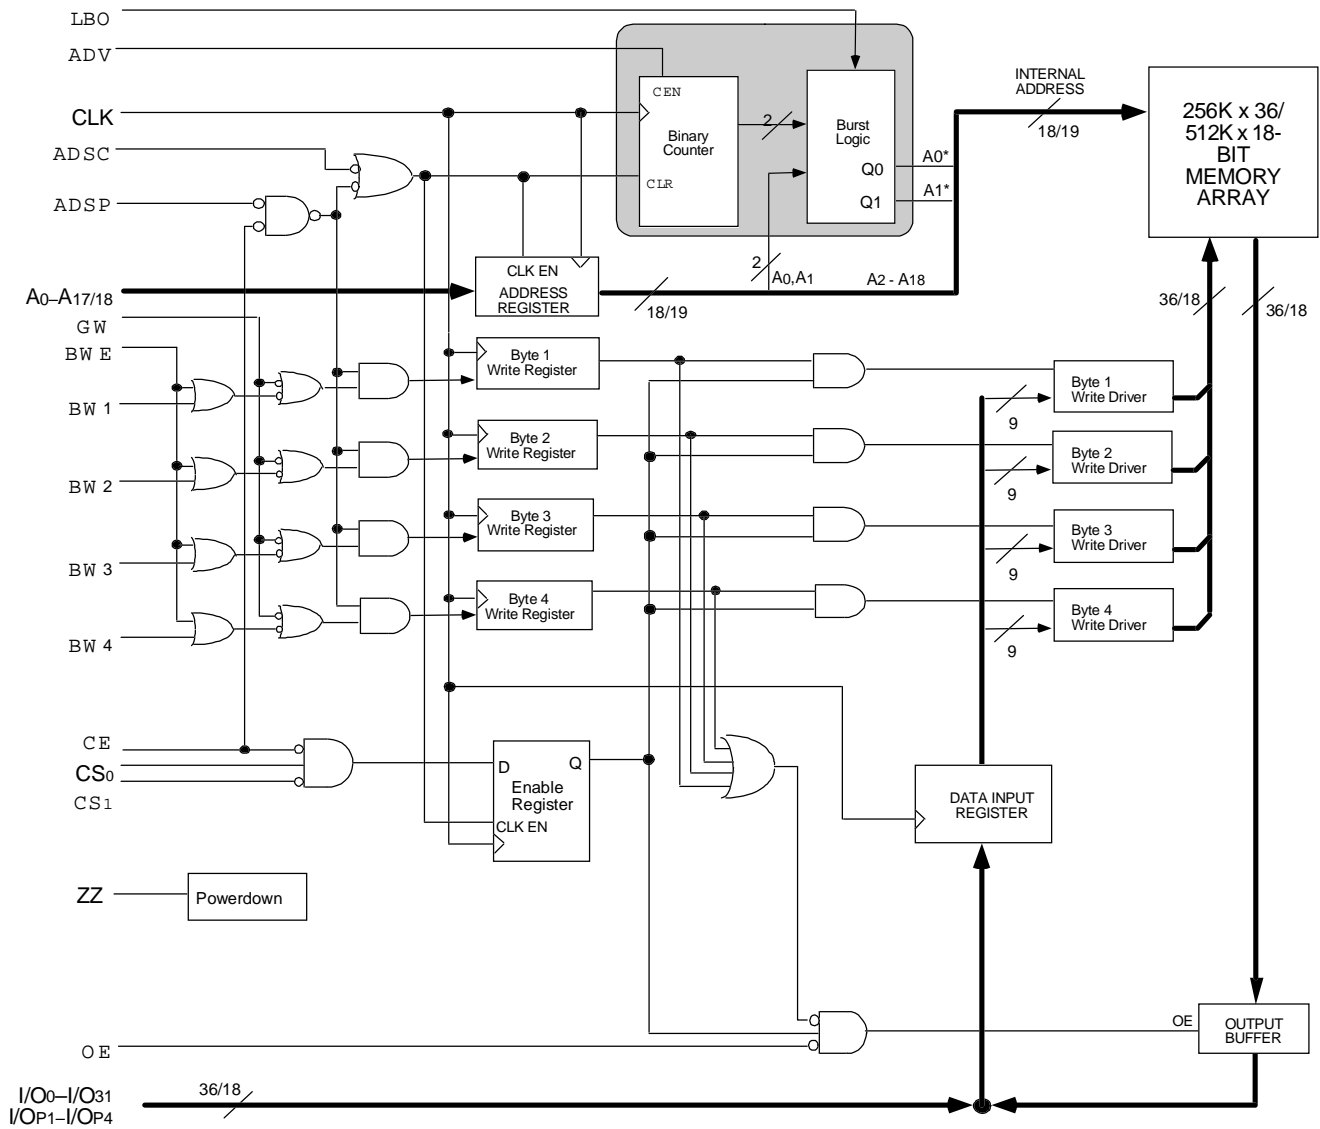 LBO
ADV
CLK
ADSC
ADSP
A0–A17/18
GW
BWE
BW1
BW2
BW3
BW4
CE
CS0
CS1
ZZ
Powerdown
OE
I/O0–I/O31
I/OP1–I/OP4
36/18
CEN
Binary
Counter
CLR
2
Burst
Logic
Q0
Q1
A0*
A1*
2
A0,A1
A2 - A18
INTERNAL
ADDRESS
18/19
256K x 36/
512K x 18-
BIT
MEMORY
ARRAY
CLK EN
ADDRESS
REGISTER
18/19
36/18
36/18
Byte 1
Write Register
Byte 2
Write Register
Byte 3
Write Register
Byte 4
Write Register
9
Byte 1
Write Driver
9
Byte 2
Write Driver
9
Byte 3
Write Driver
9
Byte 4
Write Driver
D
Q
Enable
Register
CLK EN
DATA INPUT
REGISTER
OE
OUTPUT
BUFFER